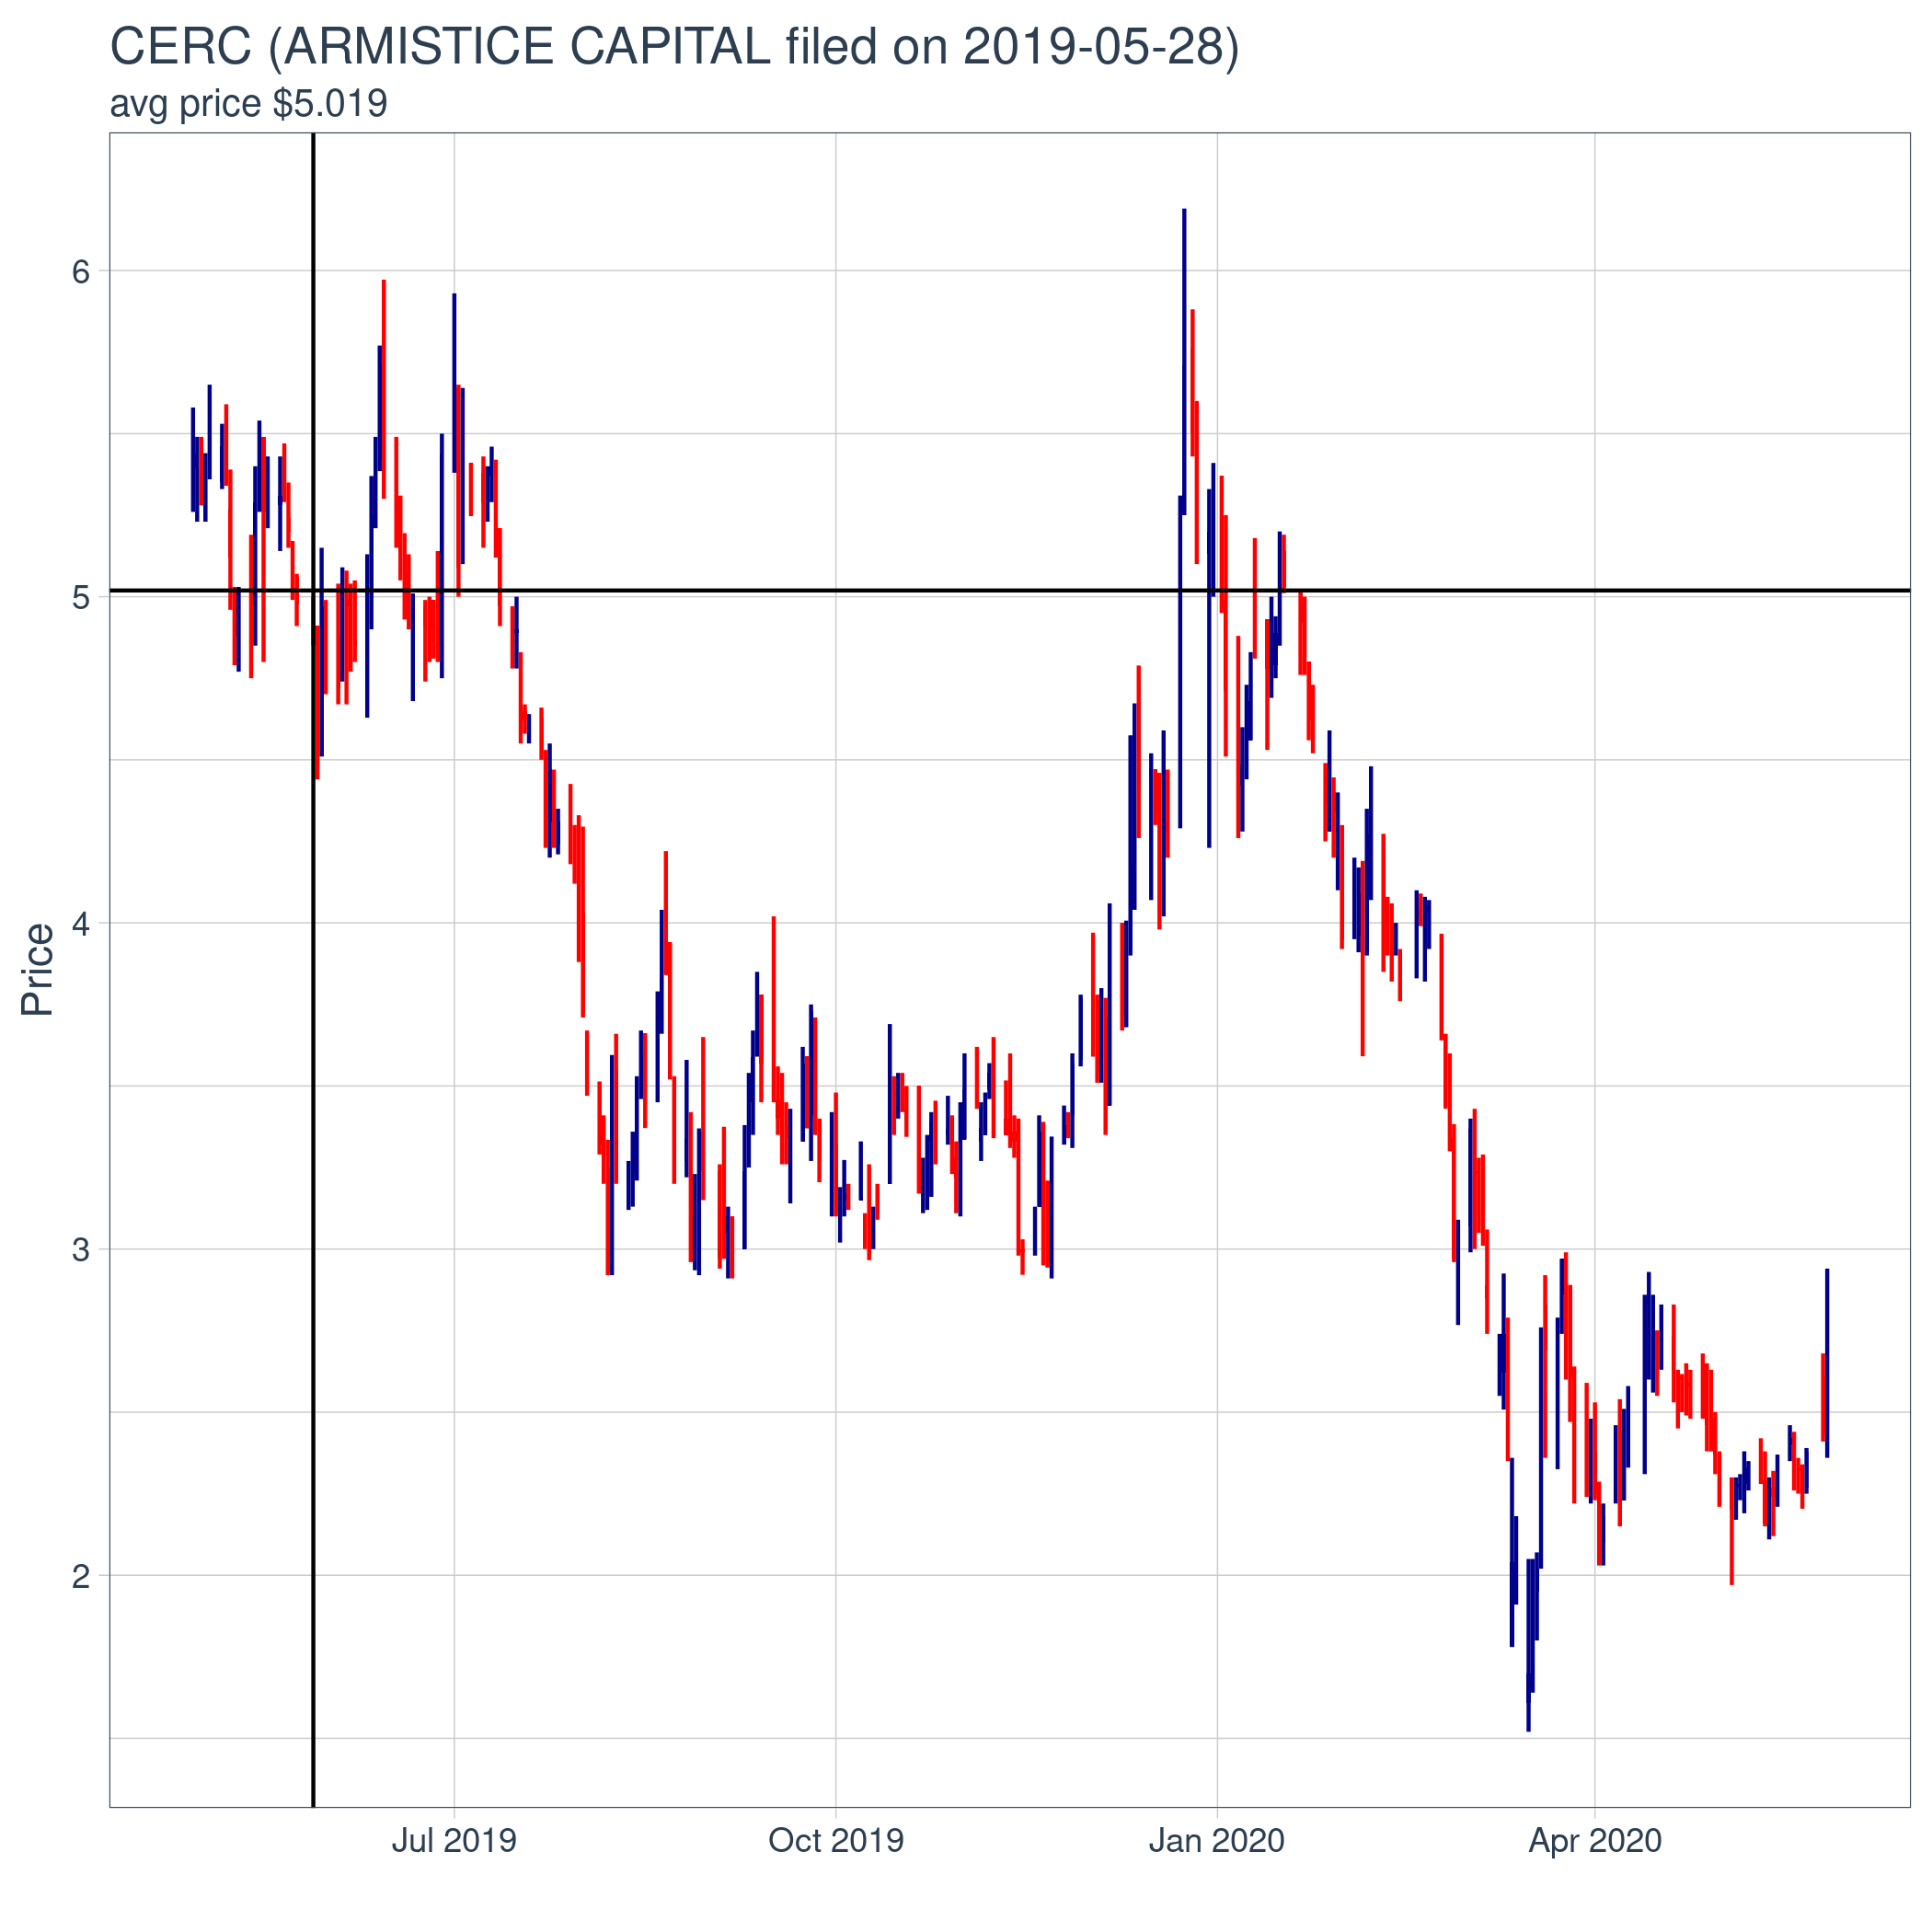 CERC (ARMISTICE CAPITAL filed on 2019-05-28)
avg price $5.019
6
5
4
3
2
Price
Jul 2019
Oct 2019
Jan 2020
Apr 2020